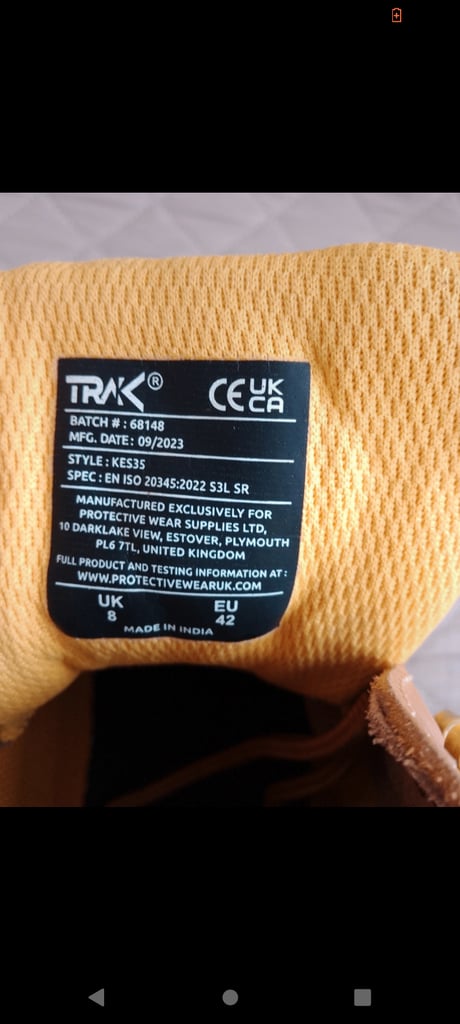 TRAK® CE UK CA
BATCH # : 68148
MFG. DATE : 09/2023
STYLE : KES35
SPEC : EN ISO 20345:2022 S3L SR
MANUFACTURED EXCLUSIVELY FOR
PROTECTIVE WEAR SUPPLIES LTD,
10 DARKLAKE VIEW, ESTOVER, PLYMOUTH
PL6 7TL, UNITED KINGDOM
FULL PRODUCT AND TESTING INFORMATION AT :
WWW.PROTECTIVEWEARUK.COM
UK EU
8 42
MADE IN INDIA